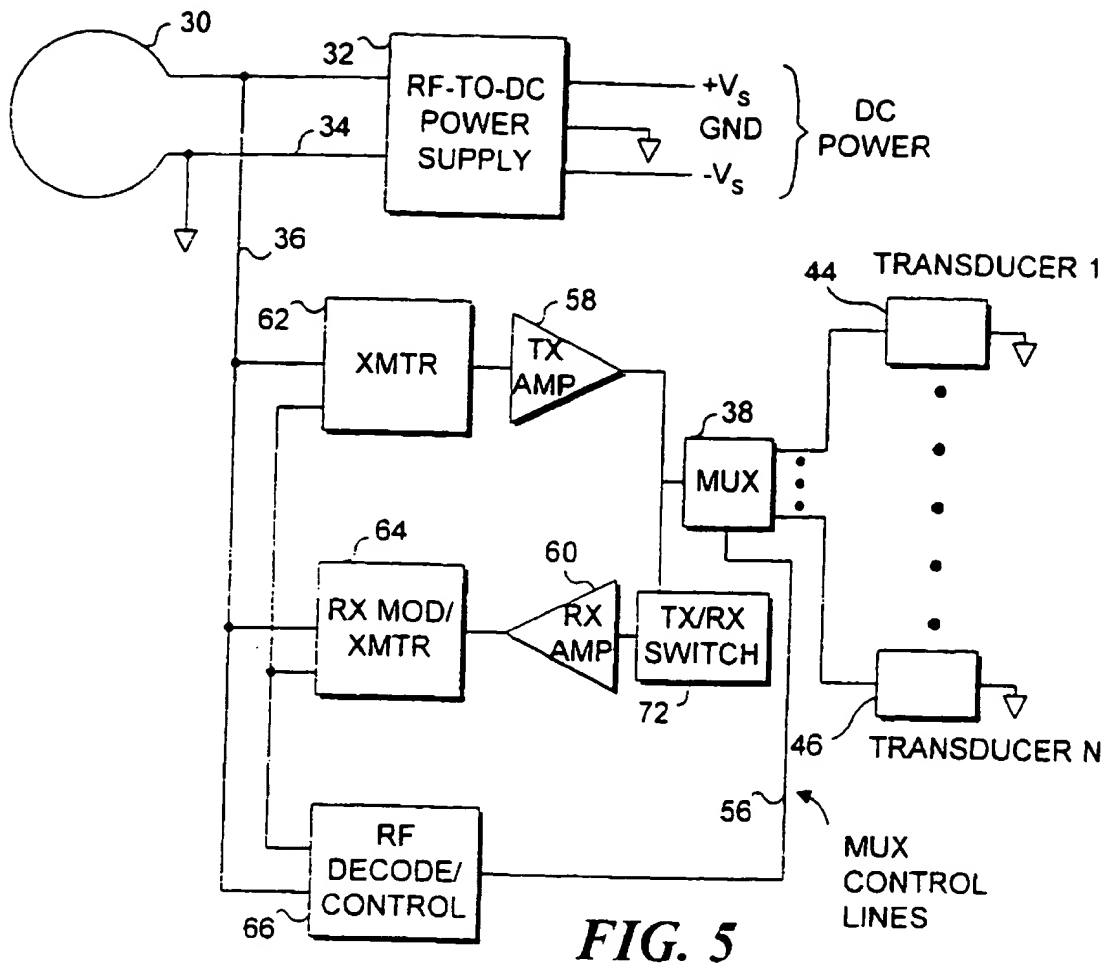 30
32
RF-TO-DC
POWER
SUPPLY
+Vs
GND
-Vs
DC
POWER
34
36
62
XMTR
58
TX
AMP
38
MUX
44
TRANSDUCER 1
64
RX MOD/
XMTR
60
RX
AMP
TX/RX
SWITCH
72
46
TRANSDUCER N
56
MUX
CONTROL
LINES
RF
DECODE/
CONTROL
66
FIG. 5